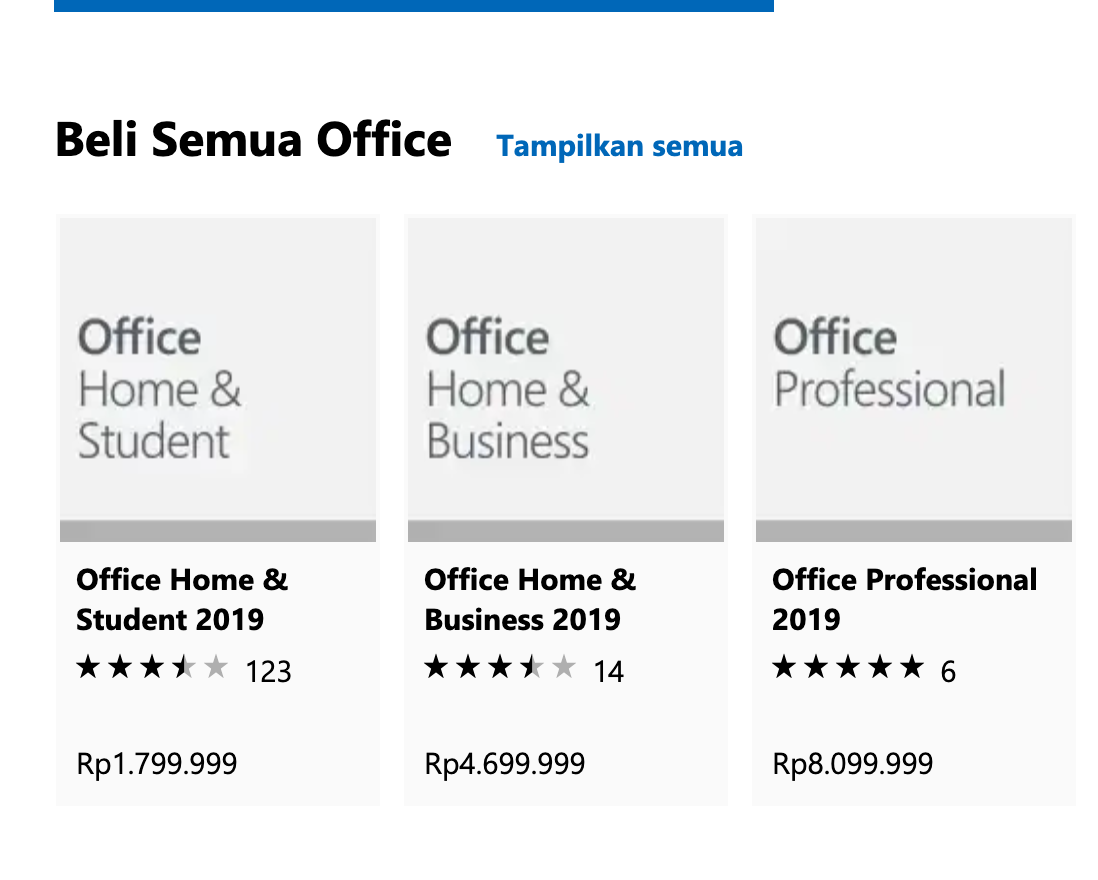 Beli Semua Office Tampilkan semua
Office
Home &
Student
Office
Home &
Business
Office
Professional
Office Home &
Student 2019
123
Rp1.799.999
Office Home &
Business 2019
14
Rp4.699.999
Office Professional
2019
6
Rp8.099.999